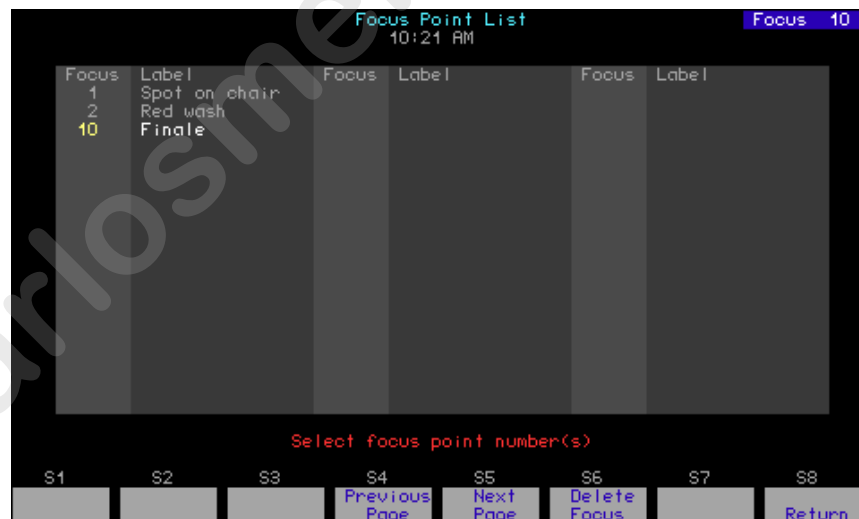 Focus Point List
Focus 10
10:21 AM
Focus Label Focus Label Focus Label
1 Spot on chair
2 Red wash
10 Finale
Select focus point number(s)
S1 S2 S3 S4 S5 S6 S7 S8
Previous Next Delete
Page Page Focus Return